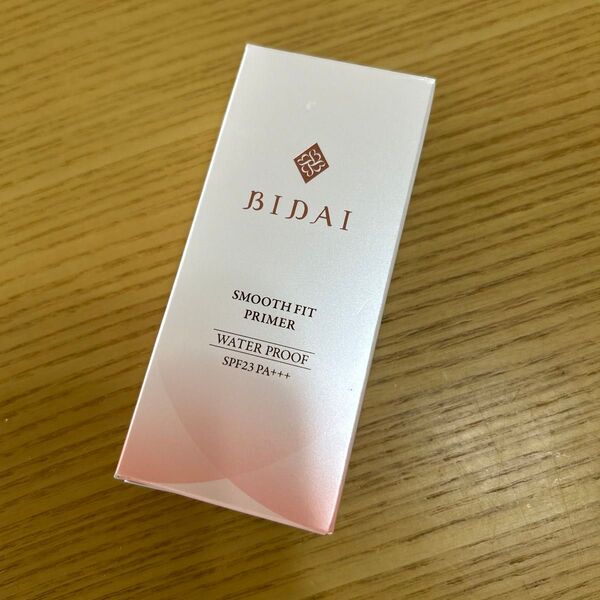 BIDAI
SMOOTH FIT
PRIMER
WATER PROOF
SPF23 PA+++